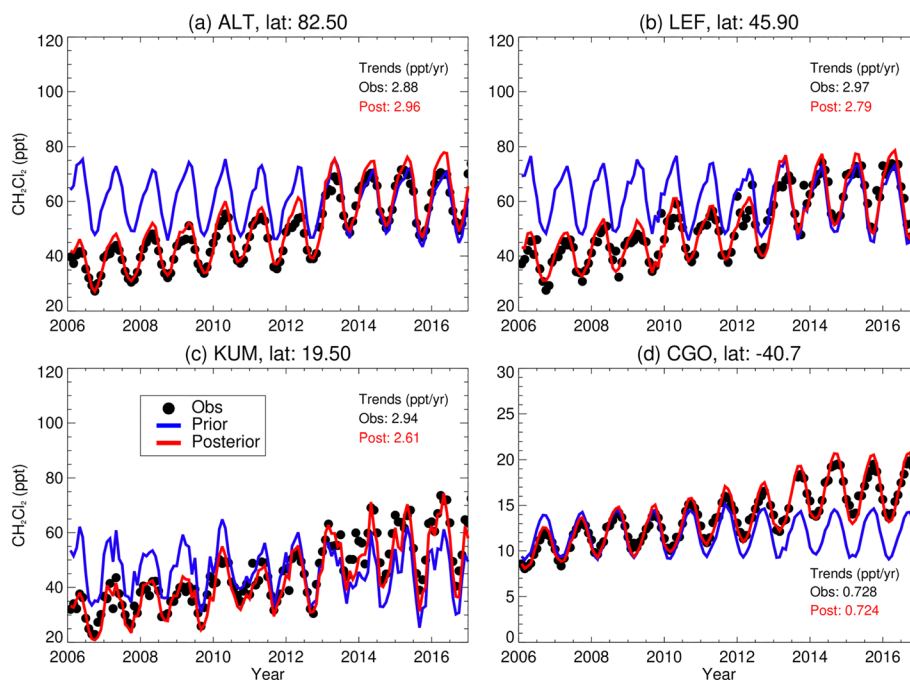 (a) ALT, lat: 82.50
120
100
80
60
40
20
CH₂Cl₂ (ppt)
Trends (ppt/yr)
Obs: 2.88
Post: 2.96
2006 2008 2010 2012 2014 2016
(b) LEF, lat: 45.90
120
100
80
60
40
20
Trends (ppt/yr)
Obs: 2.97
Post: 2.79
2006 2008 2010 2012 2014 2016
(c) KUM, lat: 19.50
120
100
80
60
40
20
CH₂Cl₂ (ppt)
Obs
Prior
Posterior
Trends (ppt/yr)
Obs: 2.94
Post: 2.61
2006 2008 2010 2012 2014 2016
Year
(d) CGO, lat: -40.7
30
25
20
15
10
5
0
Trends (ppt/yr)
Obs: 0.728
Post: 0.724
2006 2008 2010 2012 2014 2016
Year